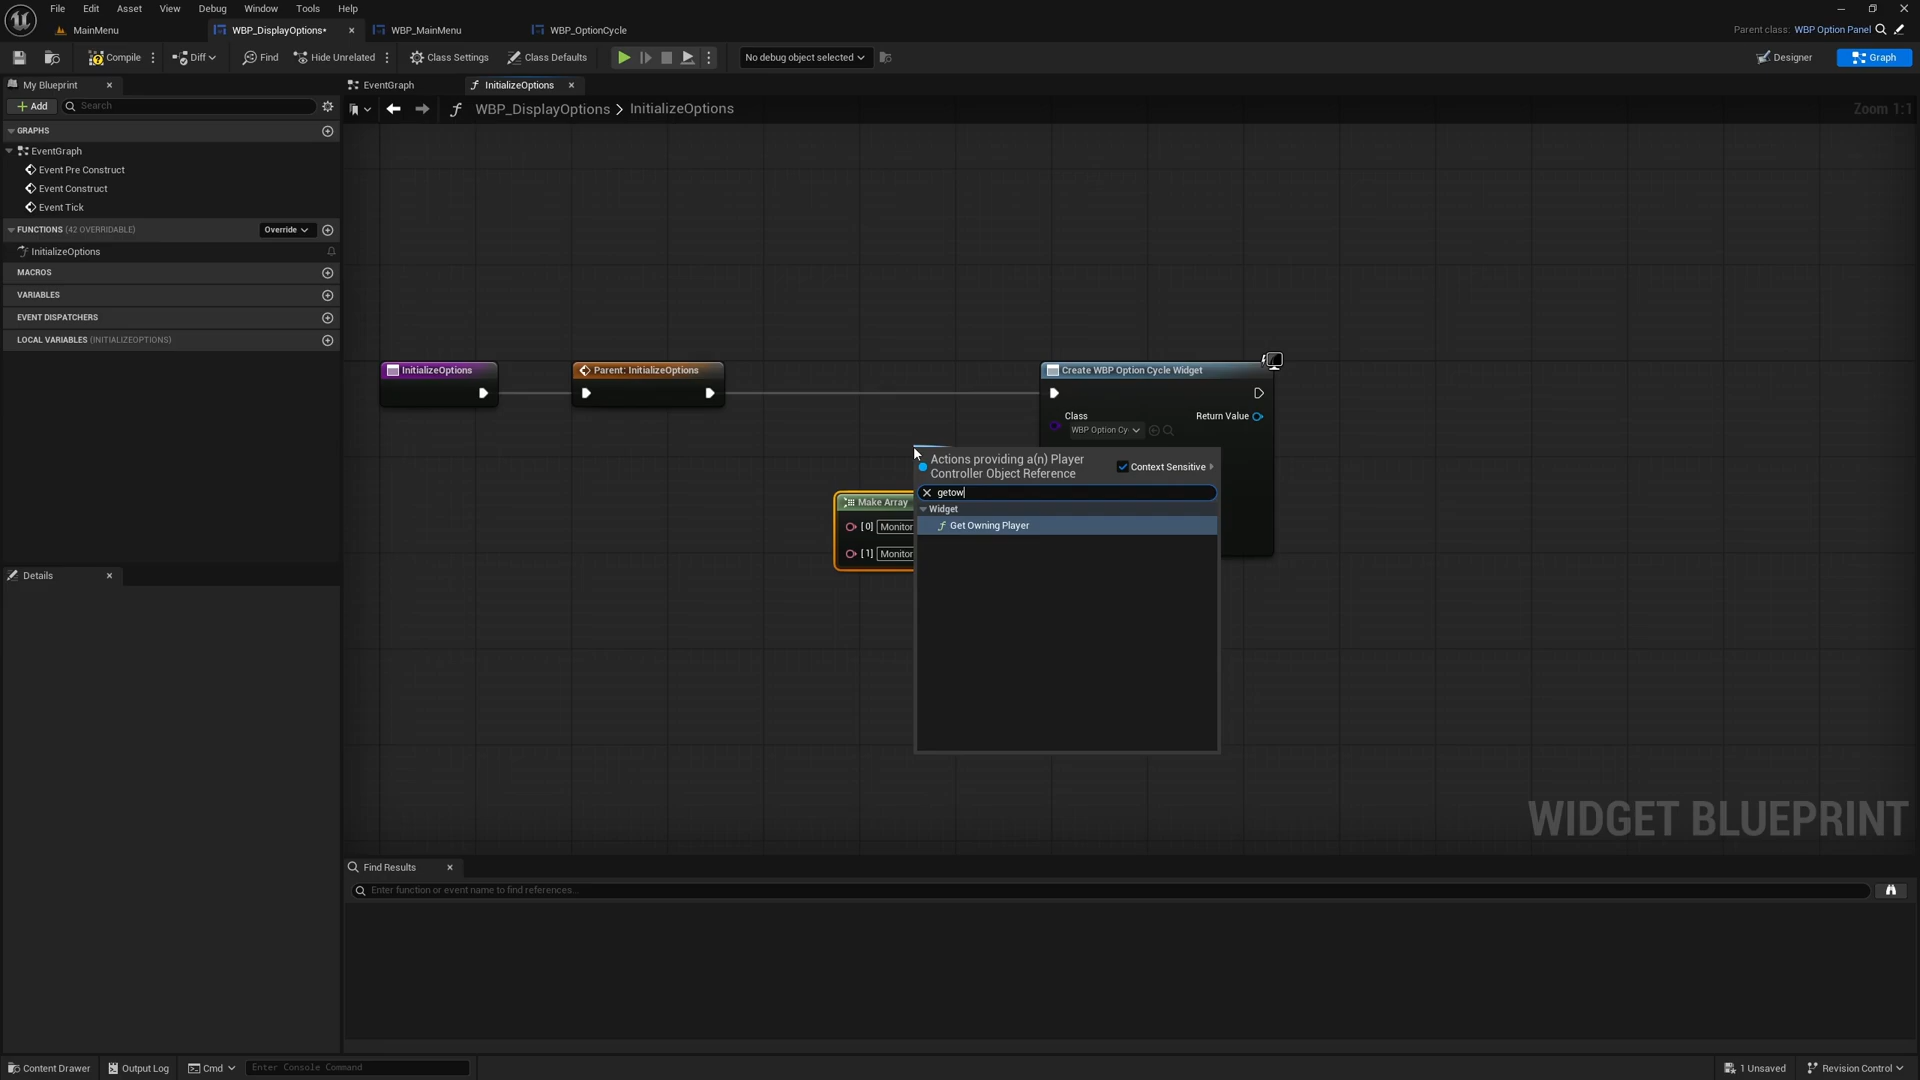 File Edit Asset View Debug Window Tools Help
MainMenu WBP_DisplayOptions* WBP_MainMenu WBP_OptionCycle Parent class: WBP Option Panel
Compile Diff Find Hide Unrelated Class Settings Class Defaults No debug object selected Designer Graph
My Blueprint EventGraph InitializeOptions
+ Add Search WBP_DisplayOptions > InitializeOptions Zoom 1:1
GRAPHS
EventGraph
Event Pre Construct
Event Construct
Event Tick
FUNCTIONS (42 OVERRIDABLE) Override
InitializeOptions
MACROS
VARIABLES
EVENT DISPATCHERS
LOCAL VARIABLES (INITIALIZEOPTIONS)
InitializeOptions Parent: InitializeOptions Create WBP Option Cycle Widget
Class Return Value
WBP Option Cy
Actions providing a(n) Player
Controller Object Reference
Context Sensitive
getow
Widget
Get Owning Player
Make Array
[0] Monitor
[1] Monitor
Details
WIDGET BLUEPRINT
Find Results
Enter function or event name to find references...
Content Drawer Output Log Cmd Enter Console Command 1 Unsaved Revision Control